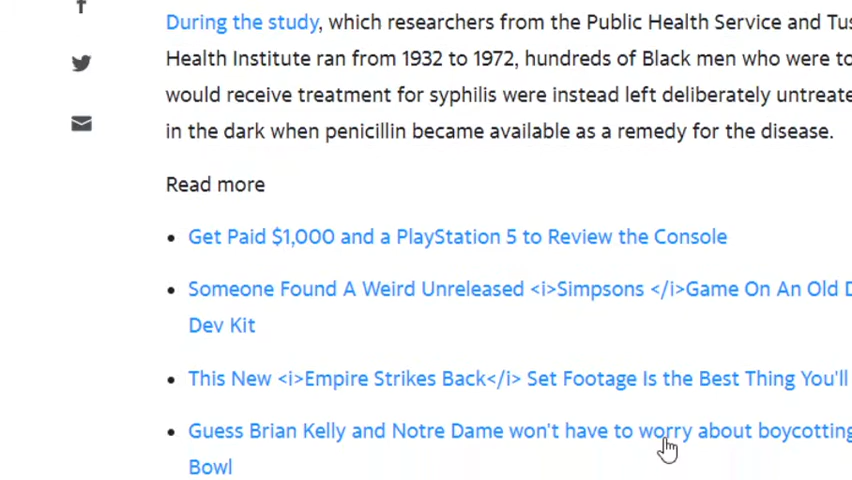 During the study, which researchers from the Public Health Service and
Health Institute ran from 1932 to 1972, hundreds of Black men who were
would receive treatment for syphilis were instead left deliberately
in the dark when penicillin became available as a remedy for the disease.
Read more
Get Paid $1,000 and a PlayStation 5 to Review the Console
Someone Found A Weird Unreleased <i>Simpsons </i>Game On An Old
Dev Kit
This New <i>Empire Strikes Back</i> Set Footage Is the Best Thing You'll
Guess Brian Kelly and Notre Dame won't have to worry about boycotting
Bowl